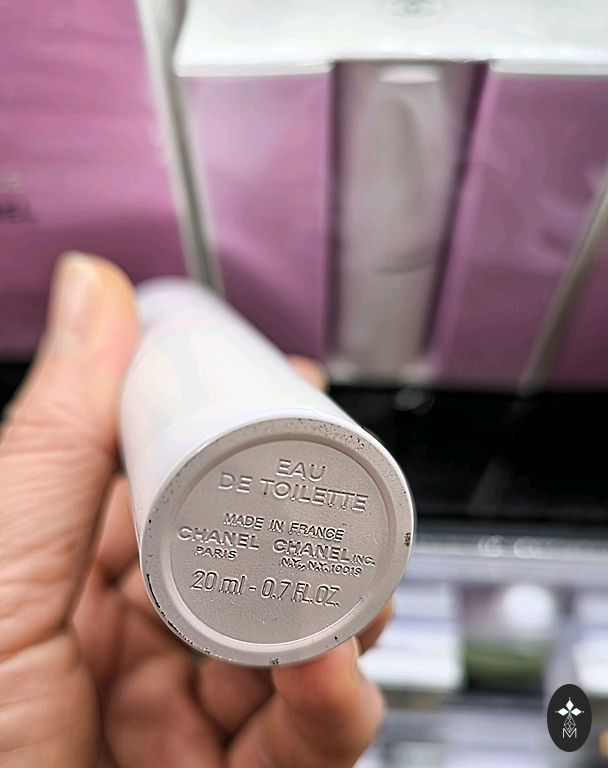 EAU
DE TOILETTE
MADE IN FRANCE
CHANEL CHANEL INC.
PARIS N.Y., N.Y. 10019
20 ml - 0.7 FL.OZ.
M